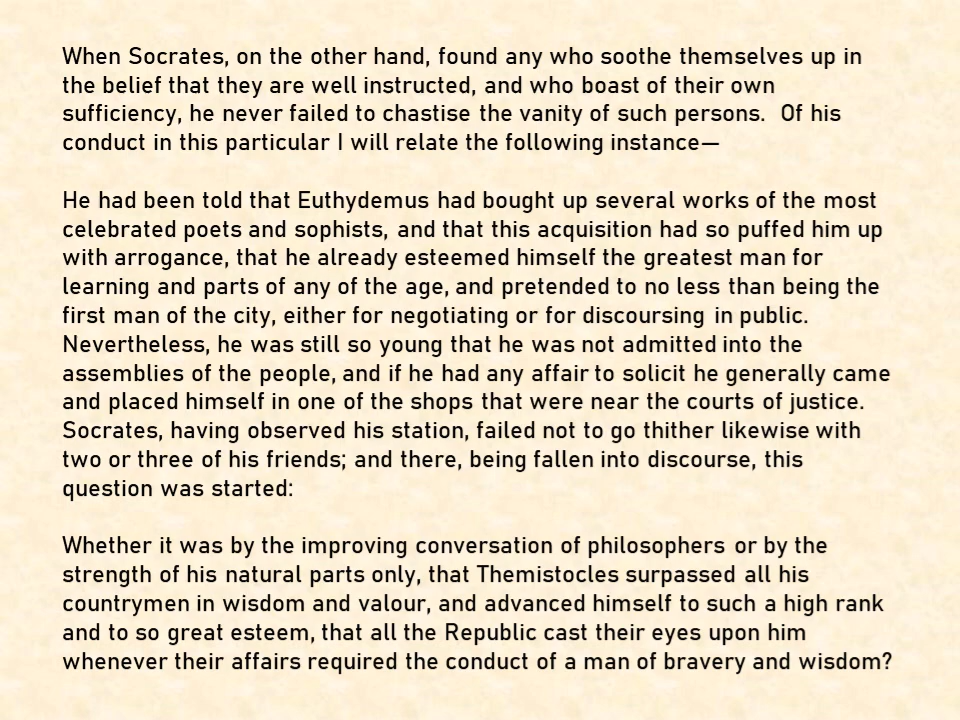 When Socrates, on the other hand, found any who soothe themselves up in
the belief that they are well instructed, and who boast of their own
sufficiency, he never failed to chastise the vanity of such persons.  Of his
conduct in this particular I will relate the following instance—

He had been told that Euthydemus had bought up several works of the most
celebrated poets and sophists, and that this acquisition had so puffed him up
with arrogance, that he already esteemed himself the greatest man for
learning and parts of any of the age, and pretended to no less than being the
first man of the city, either for negotiating or for discoursing in public.
Nevertheless, he was still so young that he was not admitted into the
assemblies of the people, and if he had any affair to solicit he generally came
and placed himself in one of the shops that were near the courts of justice.
Socrates, having observed his station, failed not to go thither likewise with
two or three of his friends; and there, being fallen into discourse, this
question was started:

Whether it was by the improving conversation of philosophers or by the
strength of his natural parts only, that Themistocles surpassed all his
countrymen in wisdom and valour, and advanced himself to such a high rank
and to so great esteem, that all the Republic cast their eyes upon him
whenever their affairs required the conduct of a man of bravery and wisdom?